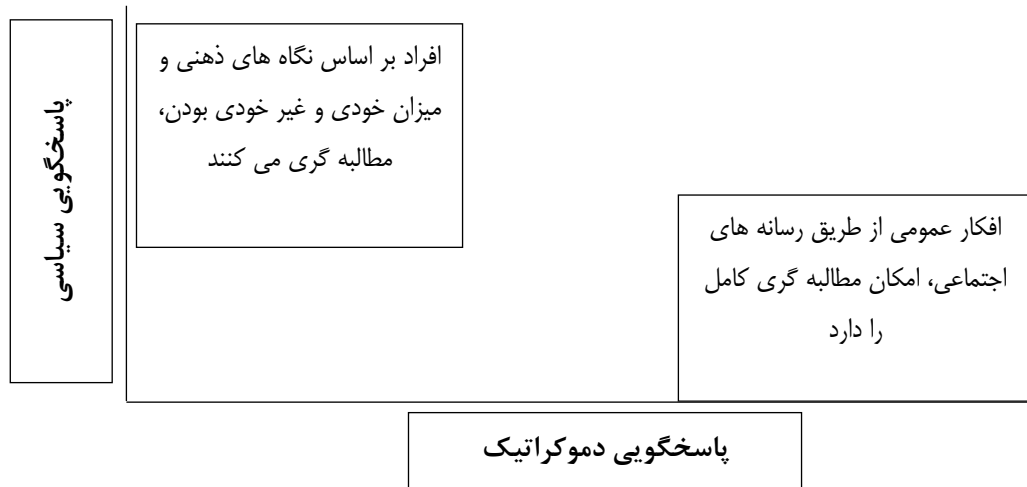 پاسخگویی سیاسی
افراد بر اساس نگاه های ذهنی و
میزان خودی و غیر خودی بودن،
مطالبه گری می کنند
افکار عمومی از طریق رسانه های
اجتماعی، امکان مطالبه گری کامل
را دارد
پاسخگویی دموکراتیک